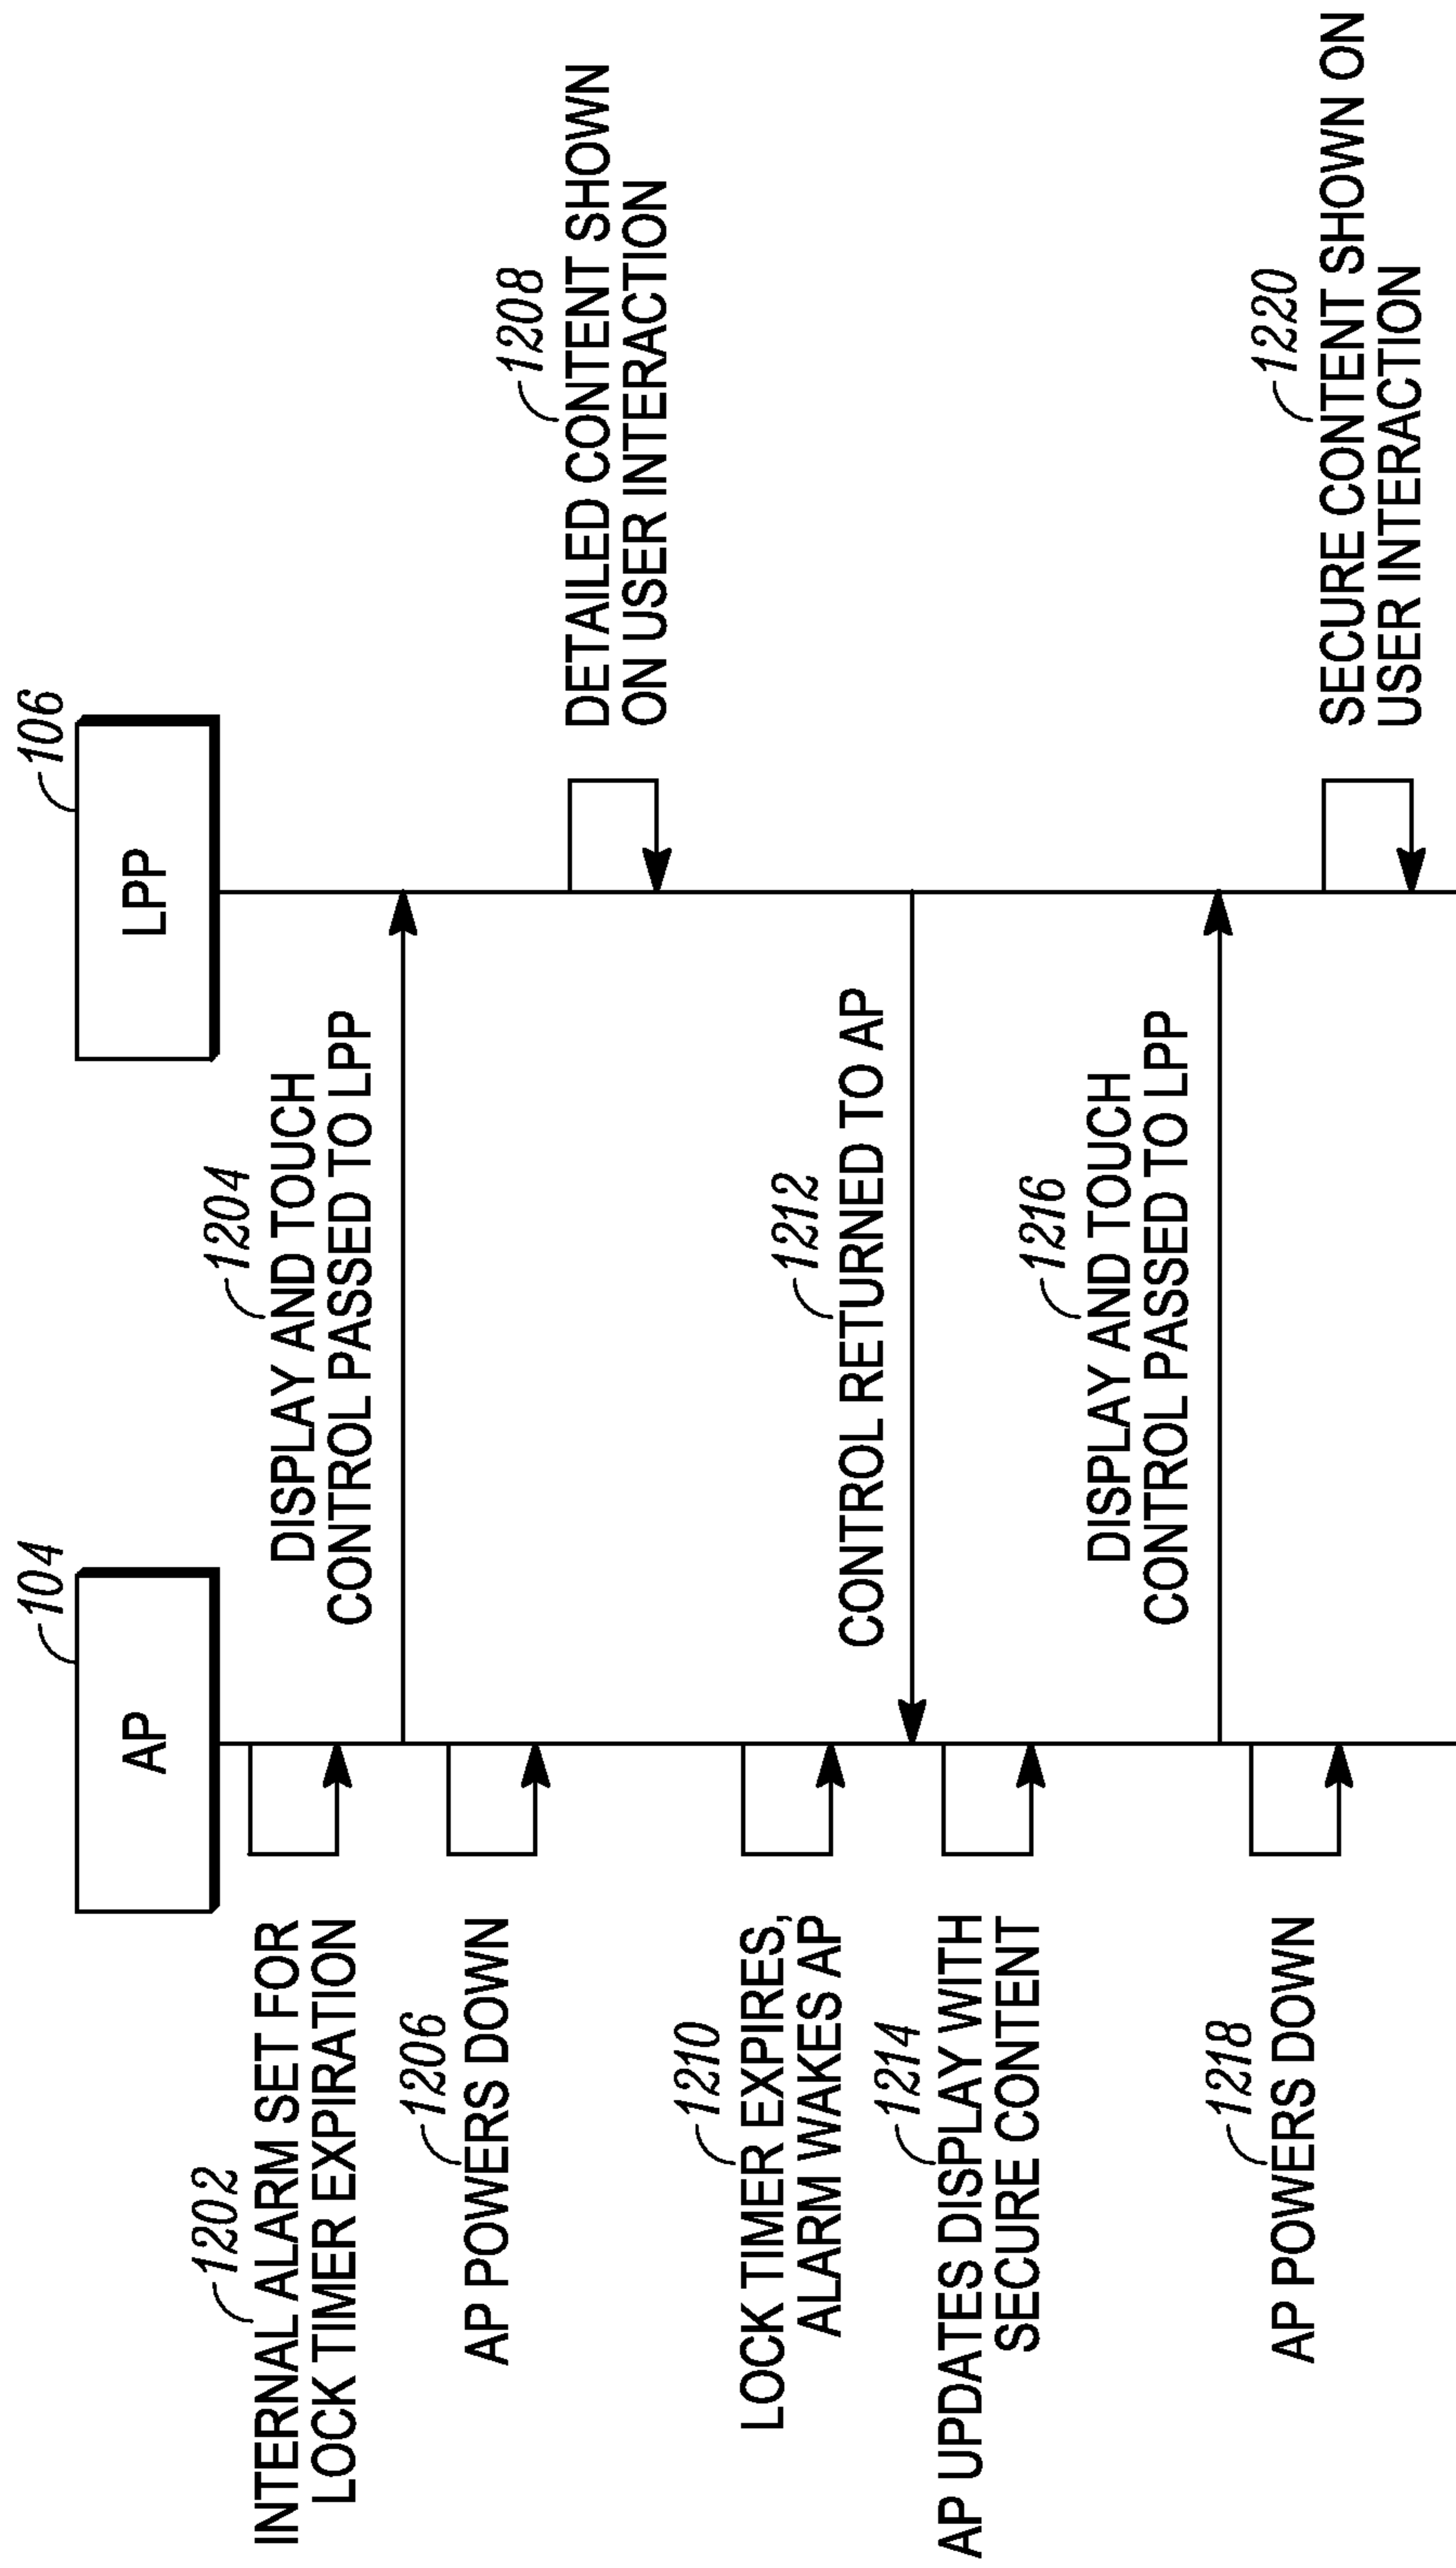 104
AP
106
LPP
1202
INTERNAL ALARM SET FOR
LOCK TIMER EXPIRATION
1204
DISPLAY AND TOUCH
CONTROL PASSED TO LPP
1206
AP POWERS DOWN
1208
DETAILED CONTENT SHOWN
ON USER INTERACTION
1210
LOCK TIMER EXPIRES,
ALARM WAKES AP
1212
CONTROL RETURNED TO AP
1214
AP UPDATES DISPLAY WITH
SECURE CONTENT
1216
DISPLAY AND TOUCH
CONTROL PASSED TO LPP
1218
AP POWERS DOWN
1220
SECURE CONTENT SHOWN ON
USER INTERACTION